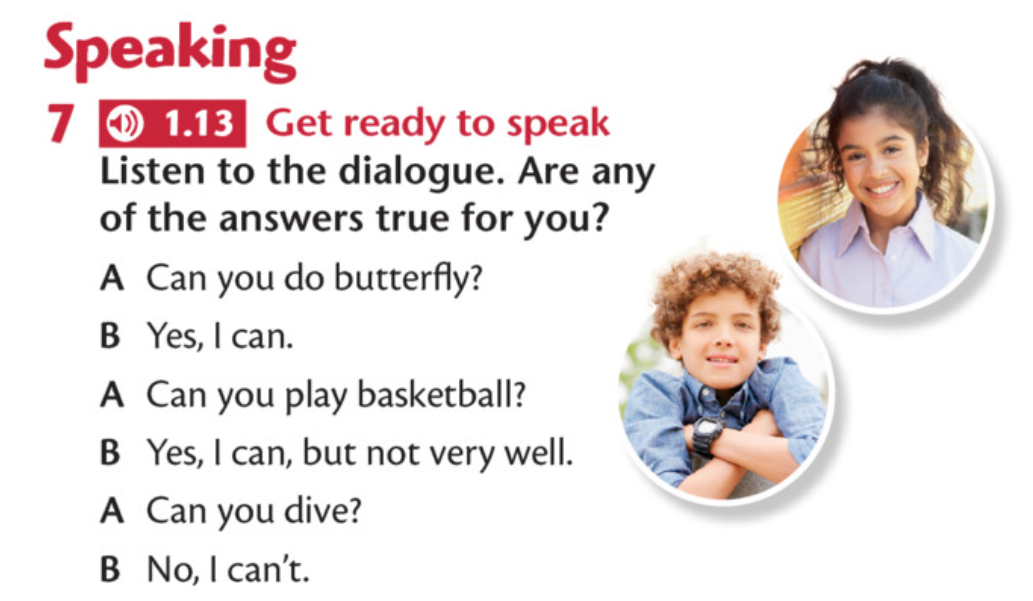 Speaking
7 1.13 Get ready to speak
Listen to the dialogue. Are any
of the answers true for you?
A Can you do butterfly?
B Yes, I can.
A Can you play basketball?
B Yes, I can, but not very well.
A Can you dive?
B No, I can't.